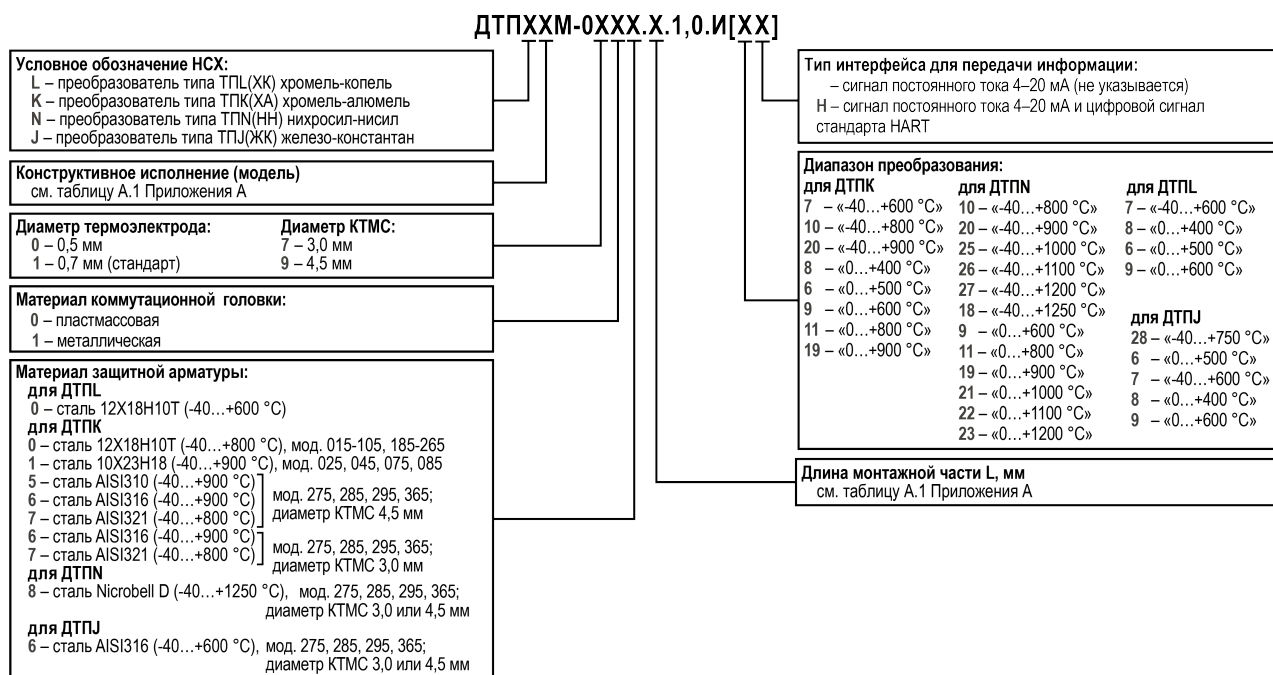 ДТПХХМ-0ХХХ.Х.1,0.И[ХХ]
Условное обозначение НСХ:
L – преобразователь типа ТПL(ХК) хромель-копель
K – преобразователь типа ТПК(ХА) хромель-алюмель
N – преобразователь типа ТПN(НН) нихросил-нисил
J – преобразователь типа ТПJ(ЖК) железо-константан
Конструктивное исполнение (модель)
см. таблицу А.1 Приложения А
Диаметр термоэлектрода:
0 – 0,5 мм
1 – 0,7 мм (стандарт)
Диаметр КТМС:
7 – 3,0 мм
9 – 4,5 мм
Материал коммутационной головки:
0 – пластмассовая
1 – металлическая
Материал защитной арматуры:
для ДТПL
0 – сталь 12Х18Н10Т (-40...+600 °С)
для ДТПК
0 – сталь 12Х18Н10Т (-40...+800 °С), мод. 015-105, 185-265
1 – сталь 10Х23Н18 (-40...+900 °С), мод. 025, 045, 075, 085
5 – сталь AISI310 (-40...+900 °С)
6 – сталь AISI316 (-40...+900 °С)
7 – сталь AISI321 (-40...+800 °С)
мод. 275, 285, 295, 365;
диаметр КТМС 4,5 мм
6 – сталь AISI316 (-40...+900 °С)
7 – сталь AISI321 (-40...+800 °С)
мод. 275, 285, 295, 365;
диаметр КТМС 3,0 мм
для ДТПN
8 – сталь Nicrobell D (-40...+1250 °С), мод. 275, 285, 295, 365;
диаметр КТМС 3,0 или 4,5 мм
для ДТПJ
6 – сталь AISI316 (-40...+600 °С), мод. 275, 285, 295, 365;
диаметр КТМС 3,0 или 4,5 мм
Тип интерфейса для передачи информации:
– сигнал постоянного тока 4–20 мА (не указывается)
Н – сигнал постоянного тока 4–20 мА и цифровой сигнал
стандарта HART
Диапазон преобразования:
для ДТПК
7 – «-40...+600 °С»
10 – «-40...+800 °С»
20 – «-40...+900 °С»
8 – «0...+400 °С»
6 – «0...+500 °С»
9 – «0...+600 °С»
11 – «0...+800 °С»
19 – «0...+900 °С»
для ДТПN
10 – «-40...+800 °С»
20 – «-40...+900 °С»
25 – «-40...+1000 °С»
26 – «-40...+1100 °С»
27 – «-40...+1200 °С»
18 – «-40...+1250 °С»
9 – «0...+600 °С»
11 – «0...+800 °С»
19 – «0...+900 °С»
21 – «0...+1000 °С»
22 – «0...+1100 °С»
23 – «0...+1200 °С»
для ДТПL
7 – «-40...+600 °С»
8 – «0...+400 °С»
6 – «0...+500 °С»
9 – «0...+600 °С»
для ДТПJ
28 – «-40...+750 °С»
6 – «0...+500 °С»
7 – «-40...+600 °С»
8 – «0...+400 °С»
9 – «0...+600 °С»
Длина монтажной части L, мм
см. таблицу А.1 Приложения А